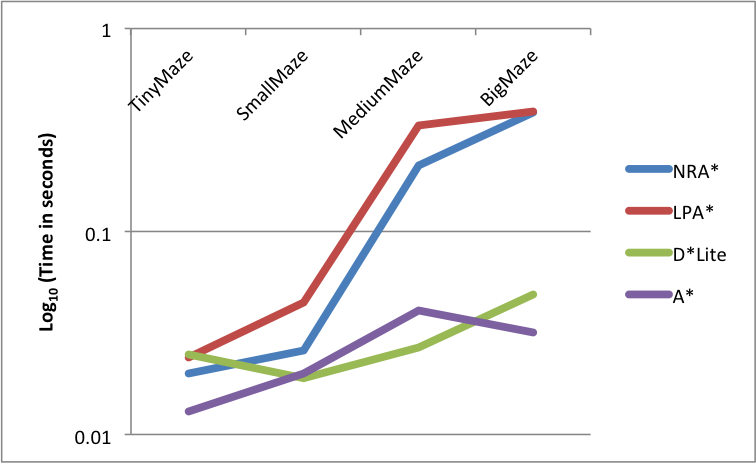 1
0.1
0.01
Log10 (Time in seconds)
TinyMaze
SmallMaze
MediumMaze
BigMaze
NRA*
LPA*
D*Lite
A*